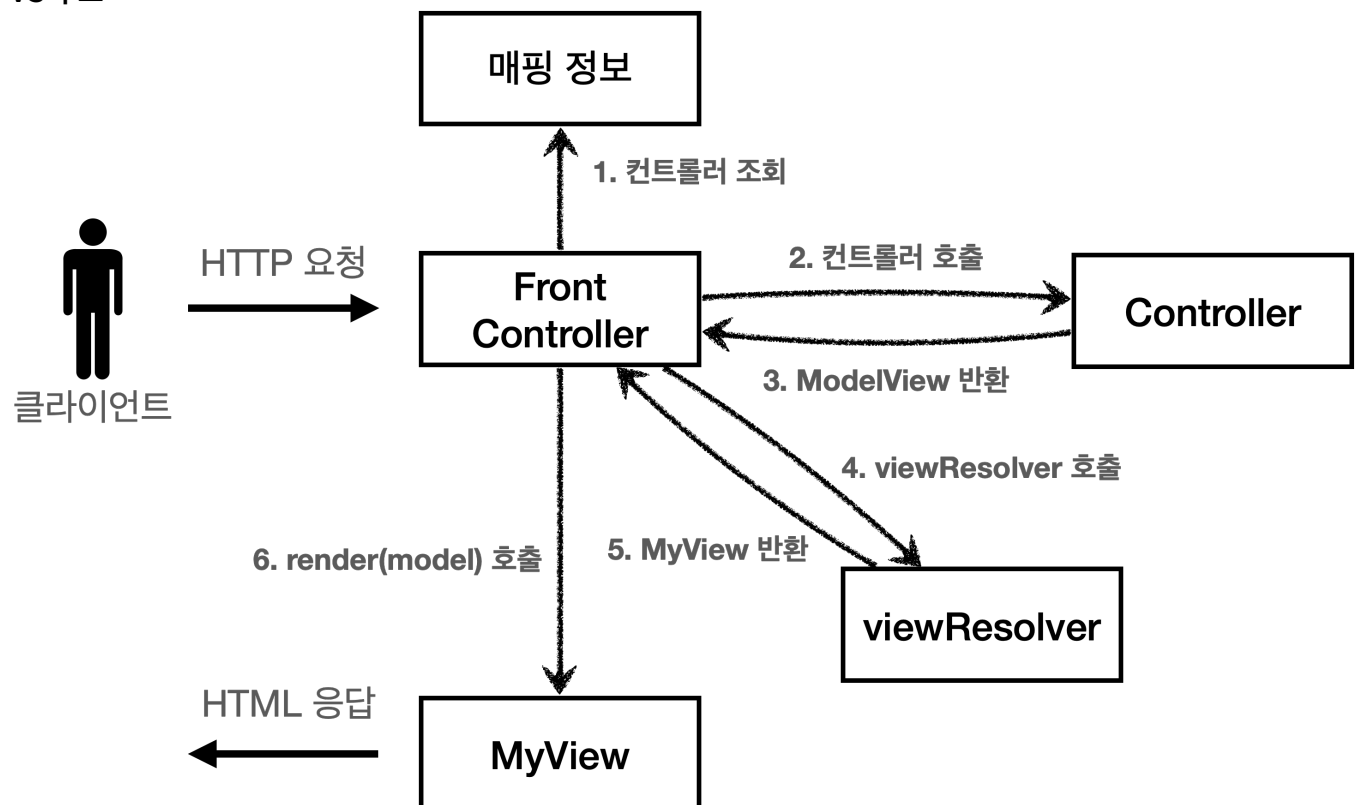 매핑 정보
1. 컨트롤러 조회
HTTP 요청
Front
Controller
2. 컨트롤러 호출
Controller
3. ModelView 반환
클라이언트
4. viewResolver 호출
5. MyView 반환
6. render(model) 호출
viewResolver
HTML 응답
MyView